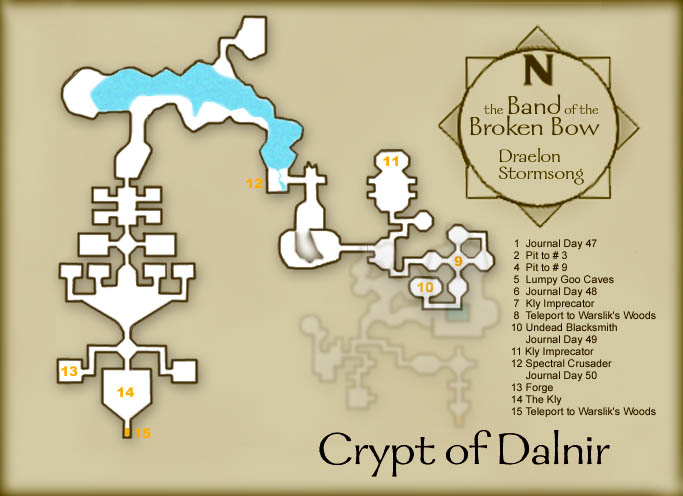 N
the Band of the
Broken Bow
Draelon
Stormsong
11
12
9
10
1 Journal Day 47
2 Pit to # 3
4 Pit to # 9
5 Lumpy Goo Caves
6 Journal Day 48
7 Kly Imprecator
8 Teleport to Warslik's Woods
10 Undead Blacksmith
Journal Day 49
11 Kly Imprecator
12 Spectral Crusader
Journal Day 50
13 Forge
14 The Kly
15 Teleport to Warslik's Woods
13
14
15
Crypt of Dalnir